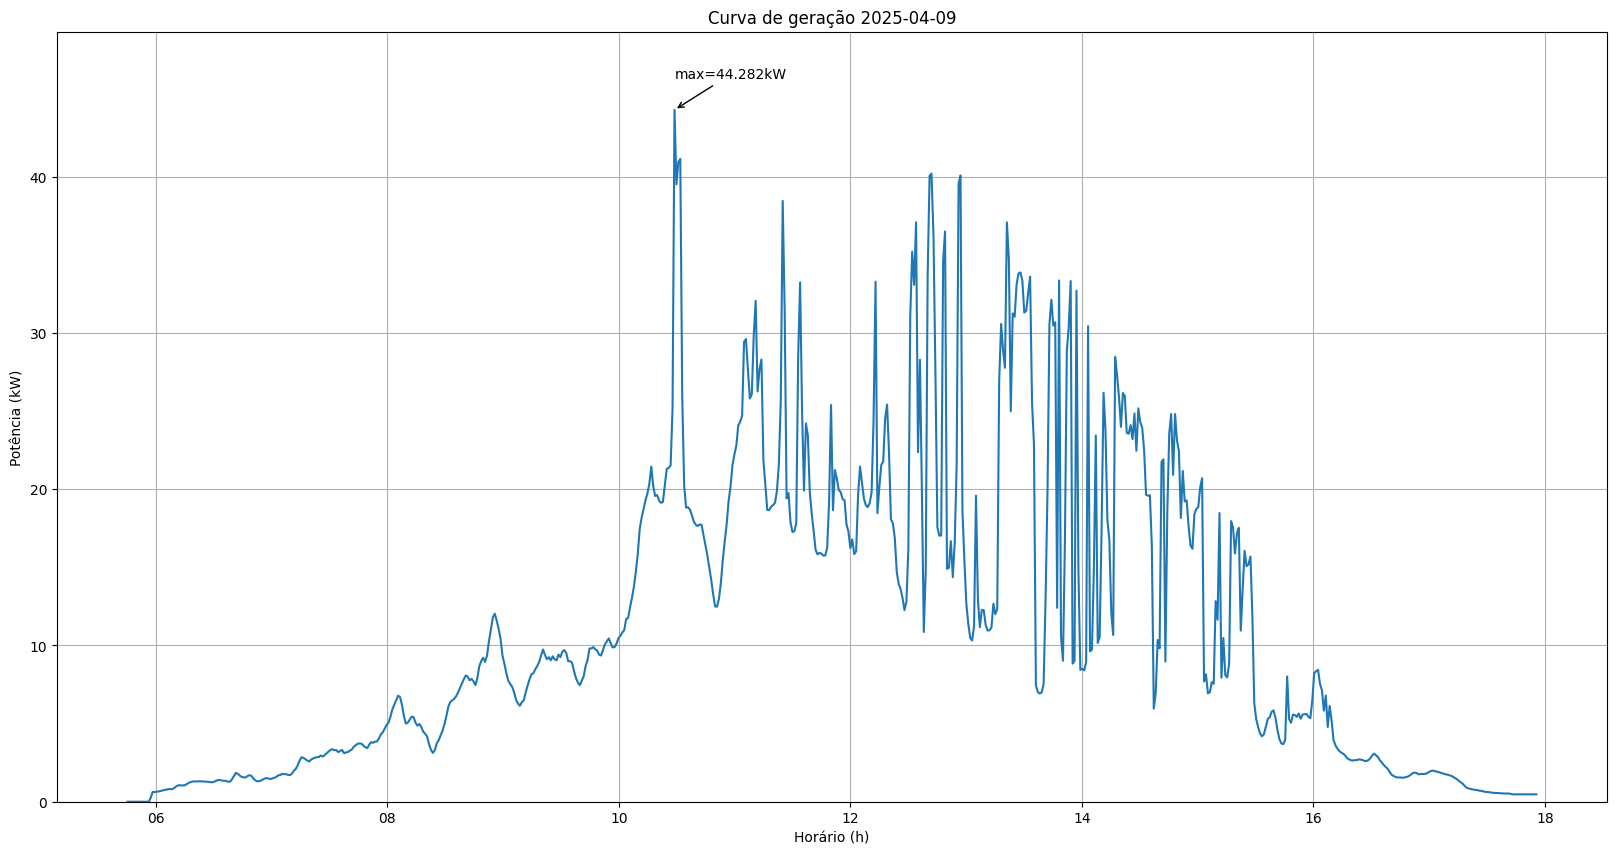 Curva de geração 2025-04-09
max=44.282kW
Potência (kW)
40
30
20
10
0
06 08 10 12 14 16 18
Horário (h)